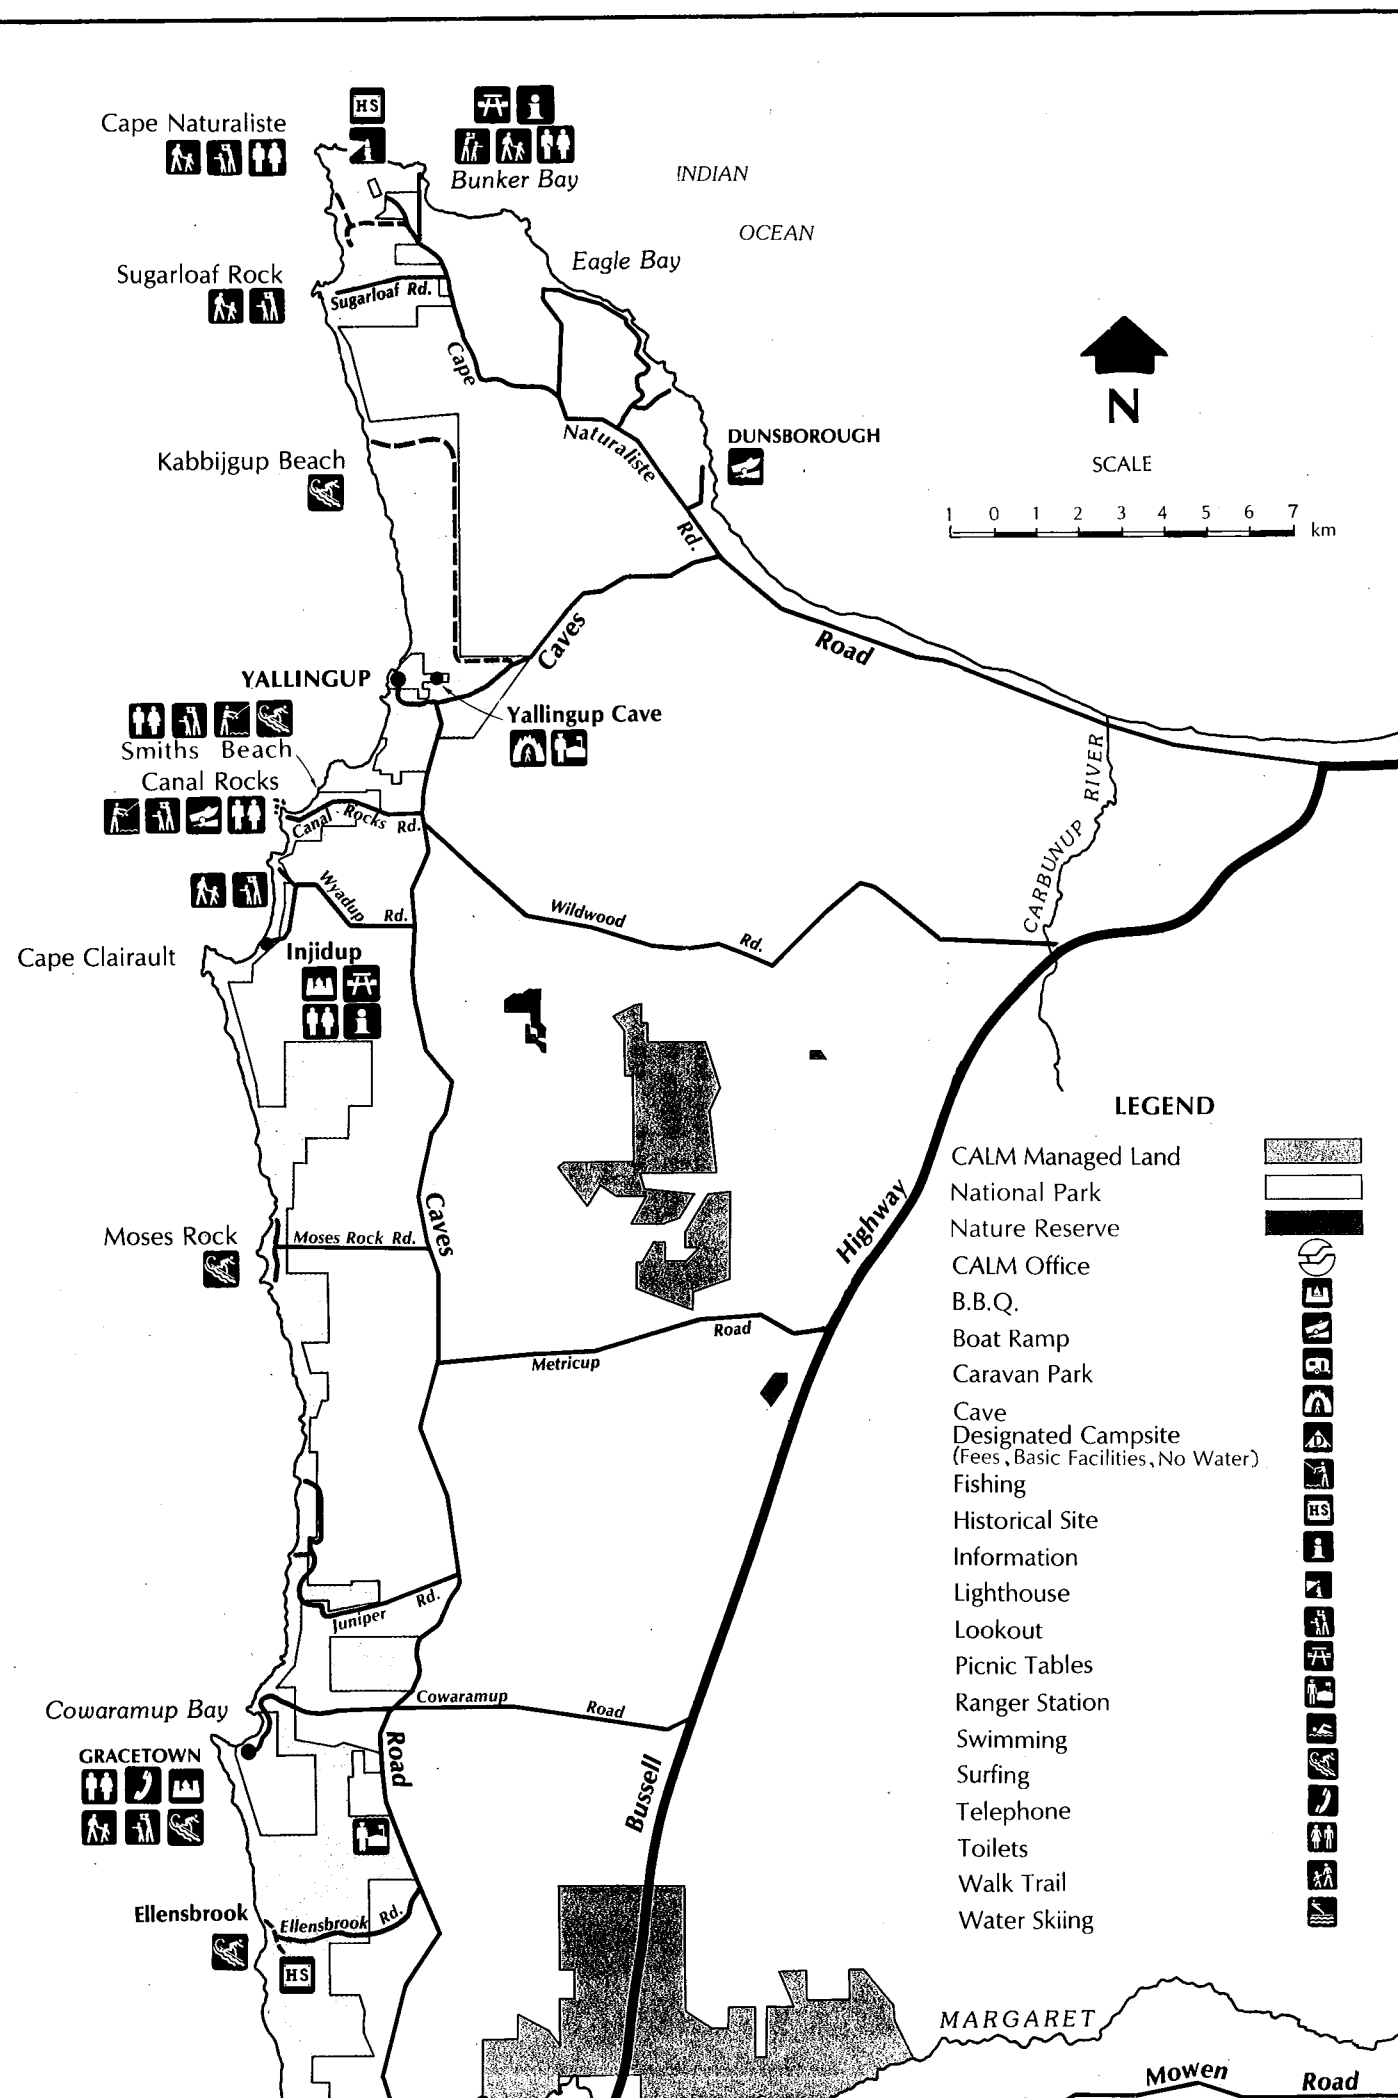 HS
Cape Naturaliste
Bunker Bay
INDIAN
OCEAN
Eagle Bay
Sugarloaf Rock
Sugarloaf Rd.
Cape
Naturaliste
Rd.
DUNSBOROUGH
N
SCALE
1 0 1 2 3 4 5 6 7
km
Kabbijgup Beach
Caves
Road
YALLINGUP
Yallingup Cave
Smiths Beach
Canal Rocks
Canal Rocks Rd.
CARBUNUP RIVER
Wyadup Rd.
Wildwood Rd.
Cape Clairault
Injidup
Moses Rock
Moses Rock Rd.
Caves
Highway
Metricup Road
LEGEND
CALM Managed Land
National Park
Nature Reserve
CALM Office
B.B.Q.
Boat Ramp
Caravan Park
Cave
Designated Campsite
D
(Fees, Basic Facilities, No Water)
Fishing
Historical Site
HS
Information
Lighthouse
Lookout
Picnic Tables
Ranger Station
Swimming
Surfing
Telephone
Toilets
Walk Trail
Water Skiing
Juniper Rd.
Cowaramup Bay
Cowaramup Road
GRACETOWN
Road
Bussell
Ellensbrook
Ellensbrook Rd.
HS
MARGARET
Mowen Road